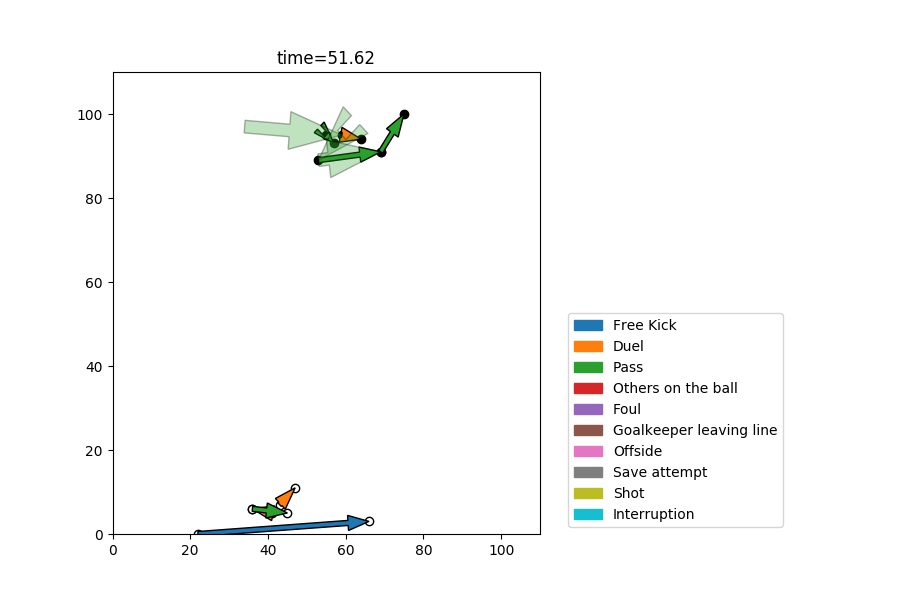 time=51.62
100
80
60
40
20
0
0 20 40 60 80 100
Free Kick
Duel
Pass
Others on the ball
Foul
Goalkeeper leaving line
Offside
Save attempt
Shot
Interruption